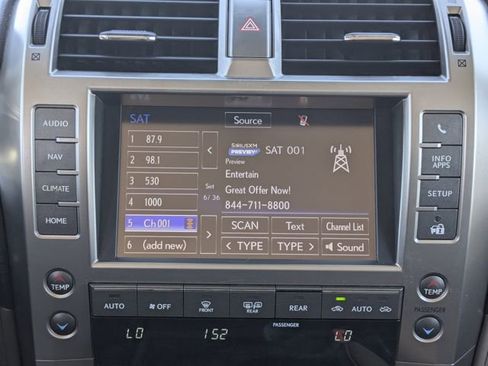 SAT
Source
1 87.9
2 98.1
3 530
4 1000
5 Ch 001
6 (add new)
<
Set
6/36
>
SiriusXM
PREVIEW
SAT 001
Preview
Entertain
Great Offer Now!
844-711-8800
SCAN
Text
Channel List
< TYPE
TYPE >
Sound
AUDIO
NAV
CLIMATE
HOME
INFO
APPS
SETUP
TEMP
AUTO
OFF
FRONT
REAR
REAR
AUTO
PASSENGER
TEMP
PASSENGER
LO
152
LO